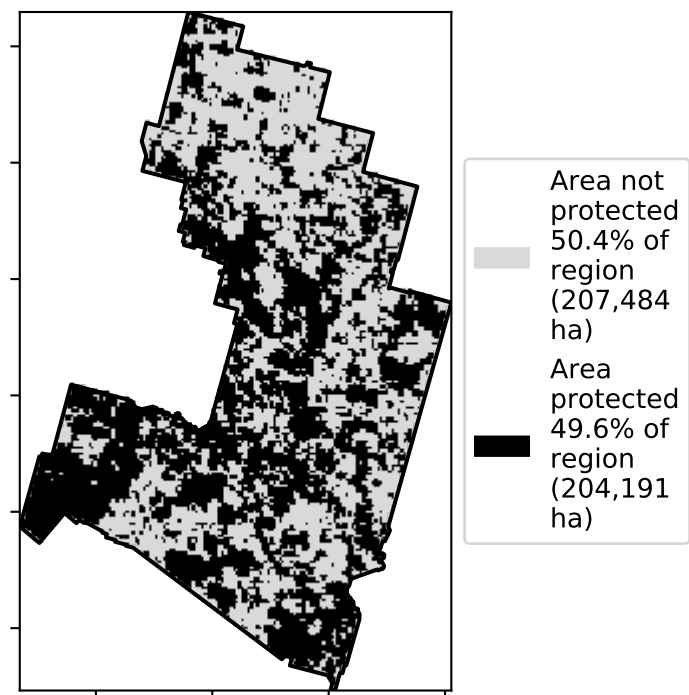 Area not
protected
50.4% of
region
(207,484
ha)
Area
protected
49.6% of
region
(204,191
ha)